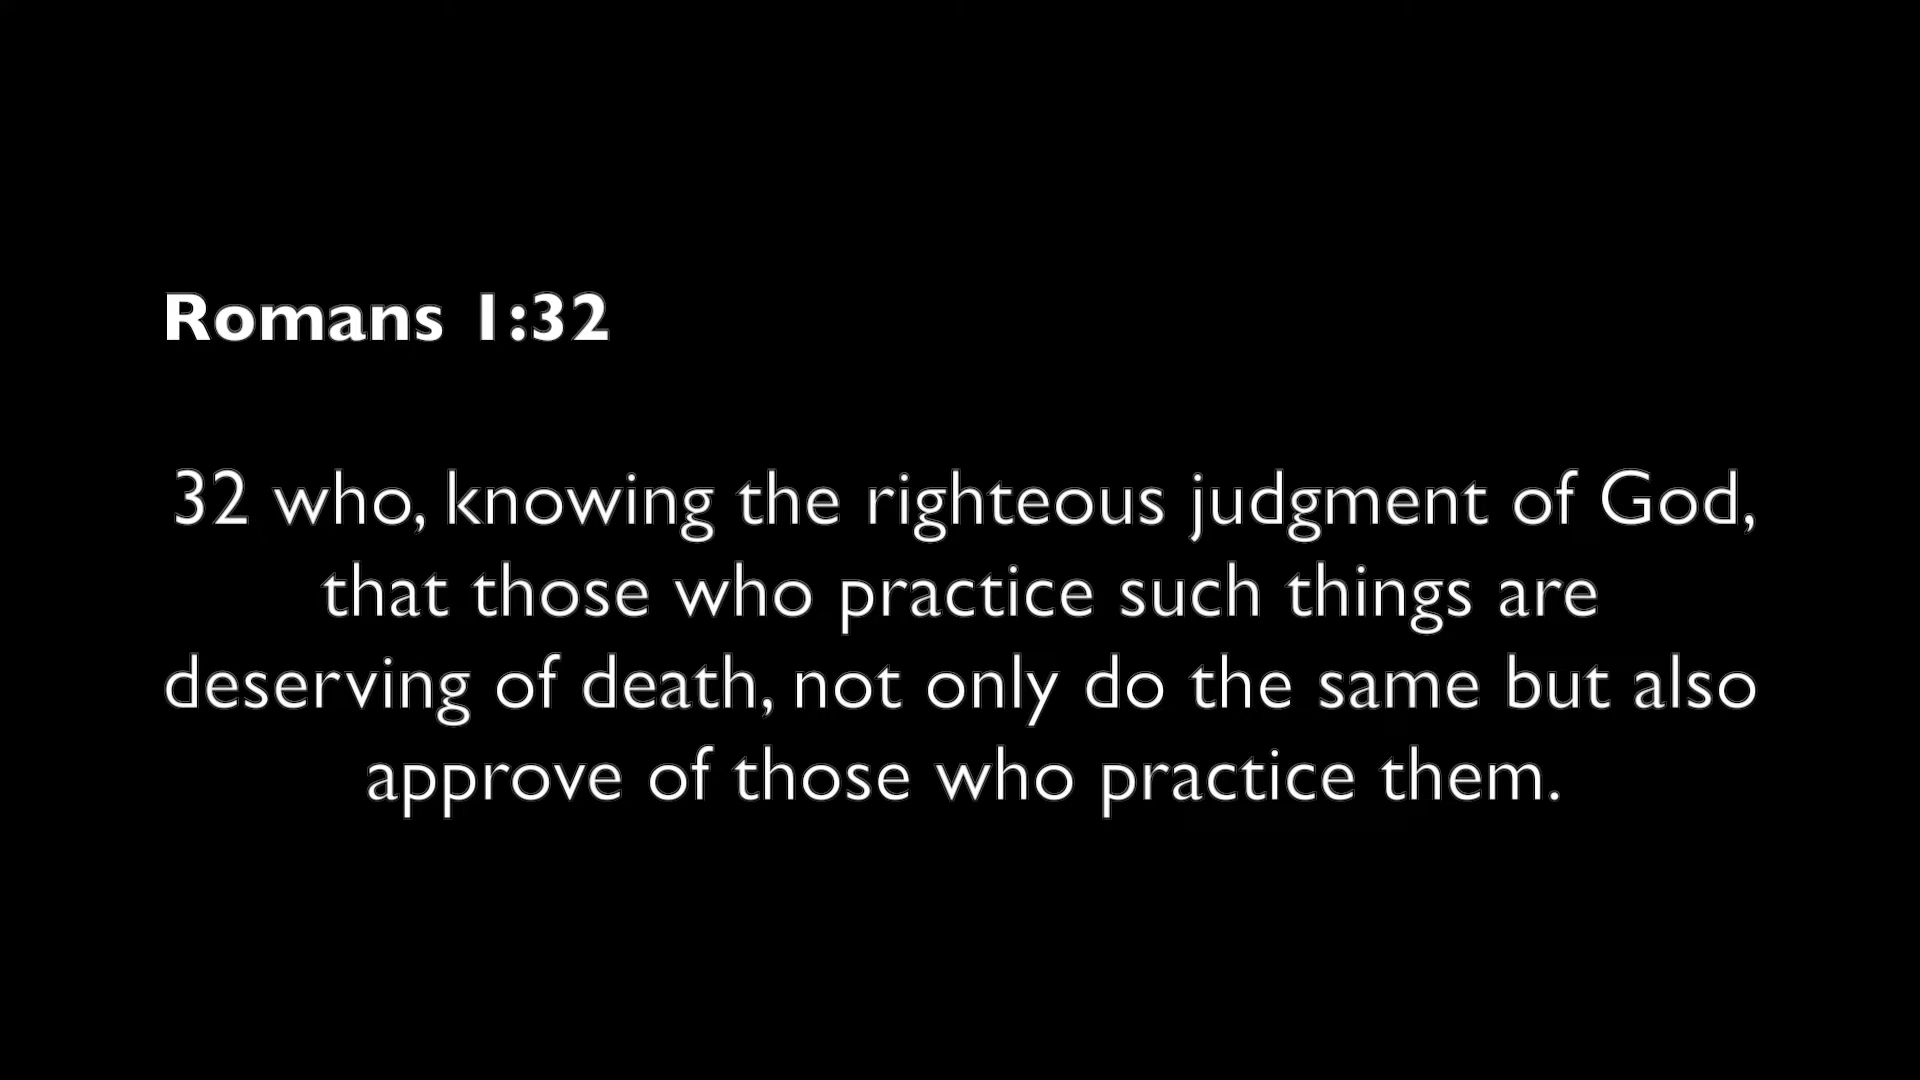 Romans 1:32
32 who, knowing the righteous judgment of God,
that those who practice such things are
deserving of death, not only do the same but also
approve of those who practice them.